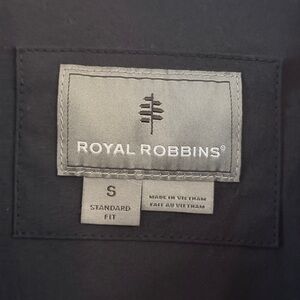 ROYAL ROBBINS®
S
STANDARD
FIT
MADE IN VIETNAM
FAIT AU VIETNAM